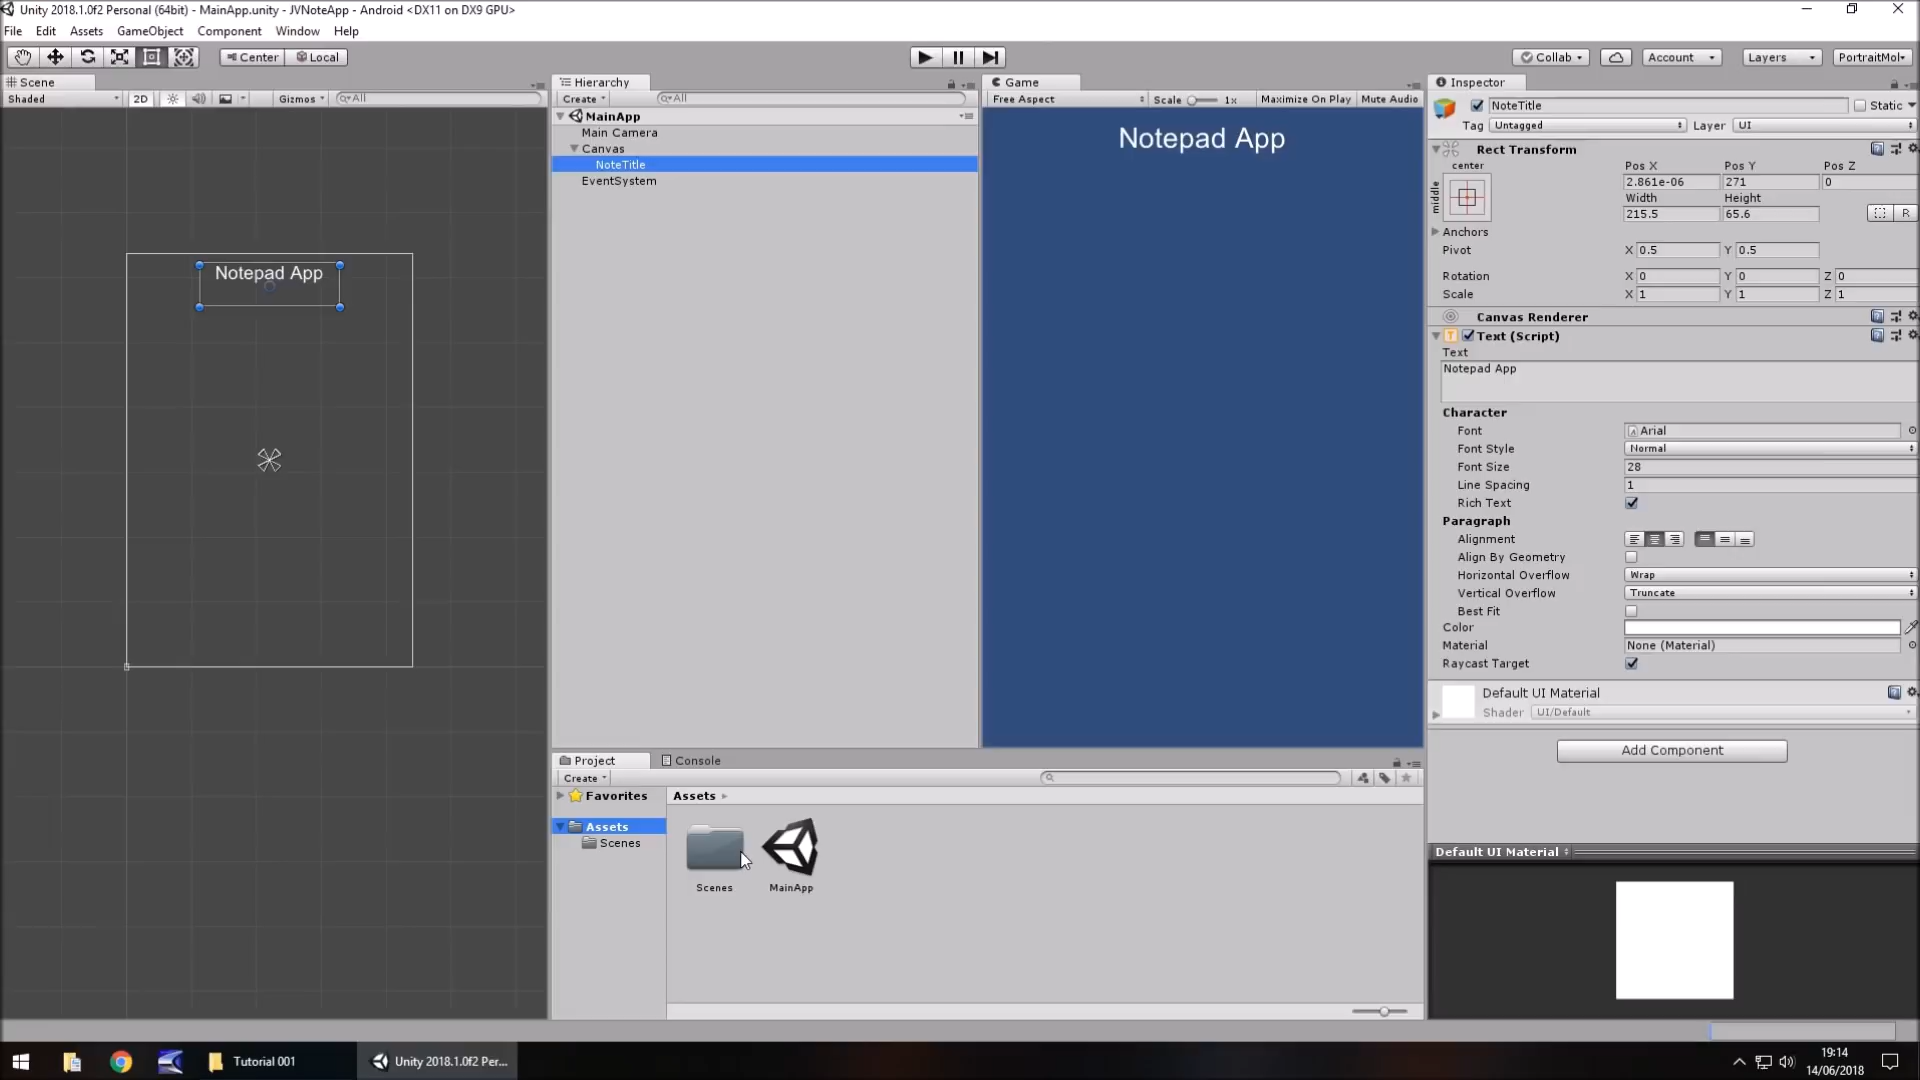 Unity 2018.1.0f2 Personal (64bit) - MainApp.unity - JVNoteApp - Android <DX11 on DX9 GPU>
File Edit Assets GameObject Component Window Help
Center Local Collab Account Layers PortraitMol
Scene
Shaded 2D Gizmos All
Notepad App
Hierarchy
Create All
MainApp
Main Camera
Canvas
NoteTitle
EventSystem
Game
Free Aspect Scale 1x Maximize On Play Mute Audio
Notepad App
Inspector
NoteTitle Static
Tag Untagged Layer UI
Rect Transform
center Pos X Pos Y Pos Z
middle 2.861e-06 271 0
Width Height
215.5 65.6 R
Anchors
Pivot X 0.5 Y 0.5
Rotation X 0 Y 0 Z 0
Scale X 1 Y 1 Z 1
Canvas Renderer
Text (Script)
Text
Notepad App
Character
Font Arial
Font Style Normal
Font Size 28
Line Spacing 1
Rich Text
Paragraph
Alignment
Align By Geometry
Horizontal Overflow Wrap
Vertical Overflow Truncate
Best Fit
Color
Material None (Material)
Raycast Target
Default UI Material
Shader UI/Default
Add Component
Default UI Material
Project Console
Create
Favorites
Assets
Scenes
Assets
Scenes MainApp
Tutorial 001 Unity 2018.1.0f2 Per...
19:14
14/06/2018